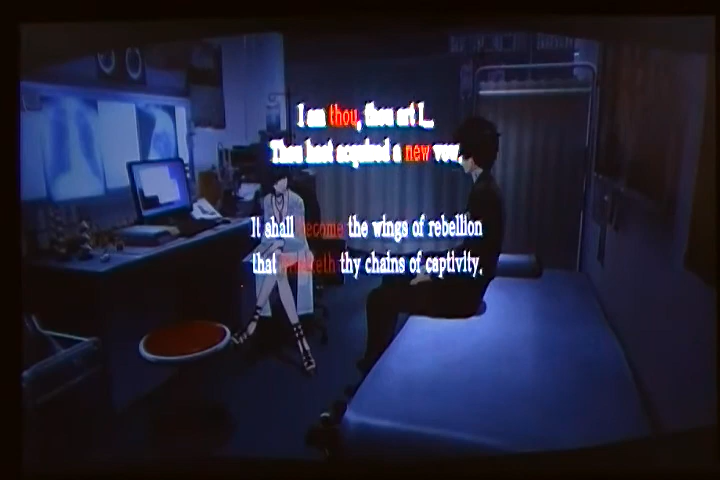 I am thou, thou art I...
Thou hast acquired a new vow.
It shall become the wings of rebellion
that breaketh thy chains of captivity.